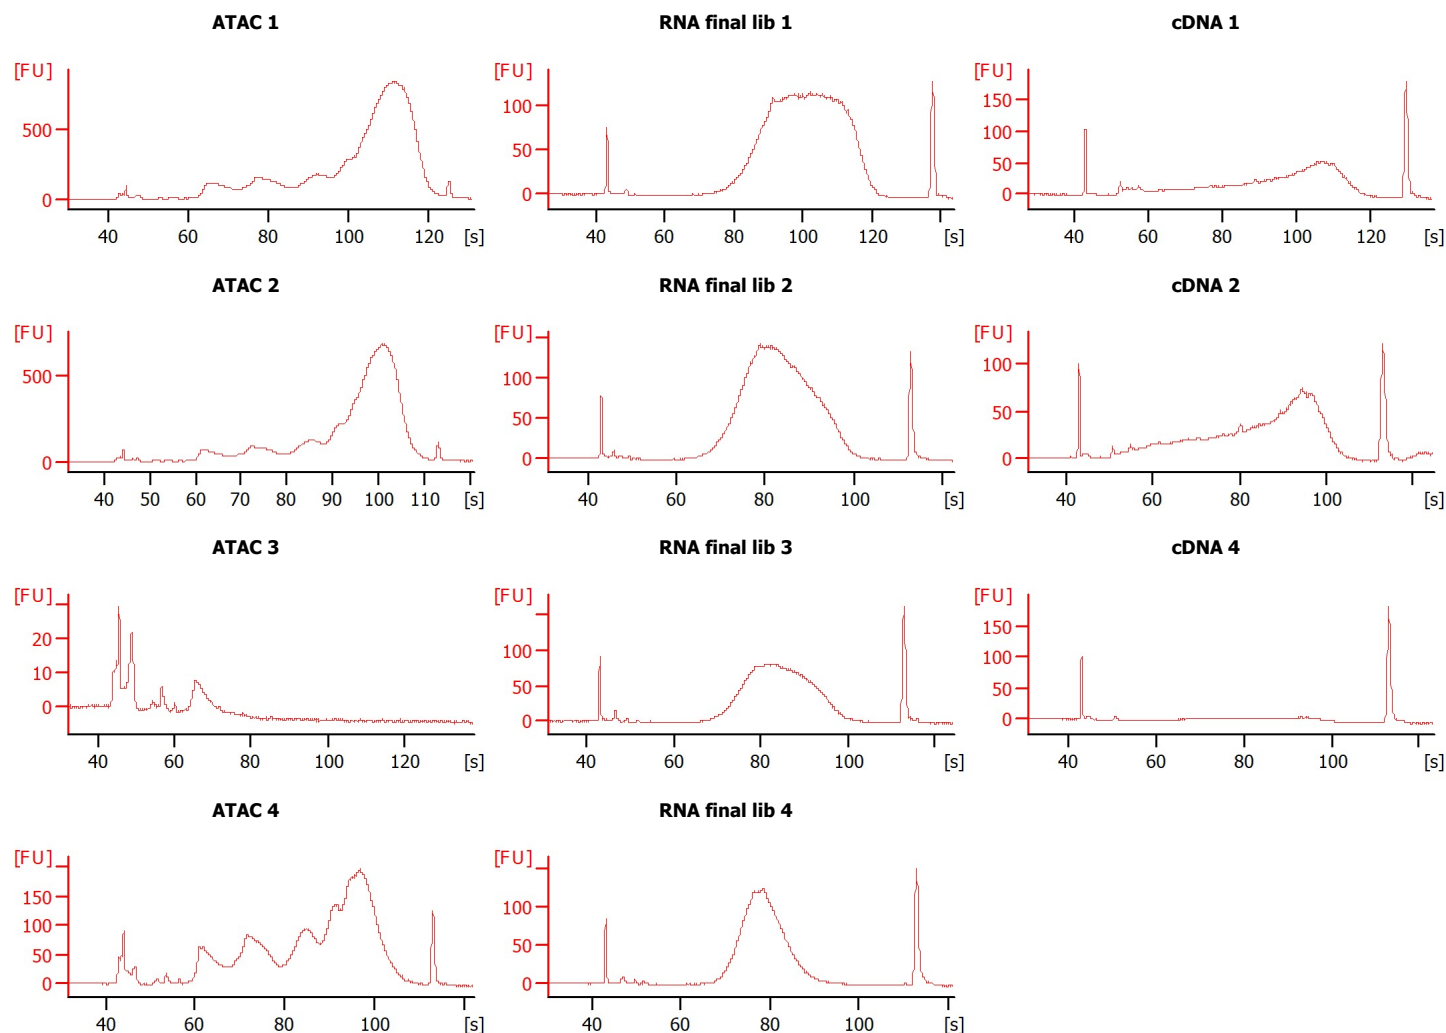 ATAC 1
RNA final lib 1
cDNA 1
[FU]
500
0
40 60 80 100 120 [s]
[FU]
100
50
0
40 60 80 100 120 [s]
[FU]
150
100
50
0
40 60 80 100 120 [s]
ATAC 2
RNA final lib 2
cDNA 2
[FU]
500
0
40 50 60 70 80 90 100 110 [s]
[FU]
100
50
0
40 60 80 100 [s]
[FU]
100
50
0
40 60 80 100 [s]
ATAC 3
RNA final lib 3
cDNA 4
[FU]
20
10
0
40 60 80 100 120 [s]
[FU]
100
50
0
40 60 80 100 [s]
[FU]
150
100
50
0
40 60 80 100 [s]
ATAC 4
RNA final lib 4
[FU]
150
100
50
0
40 60 80 100 [s]
[FU]
100
50
0
40 60 80 100 [s]